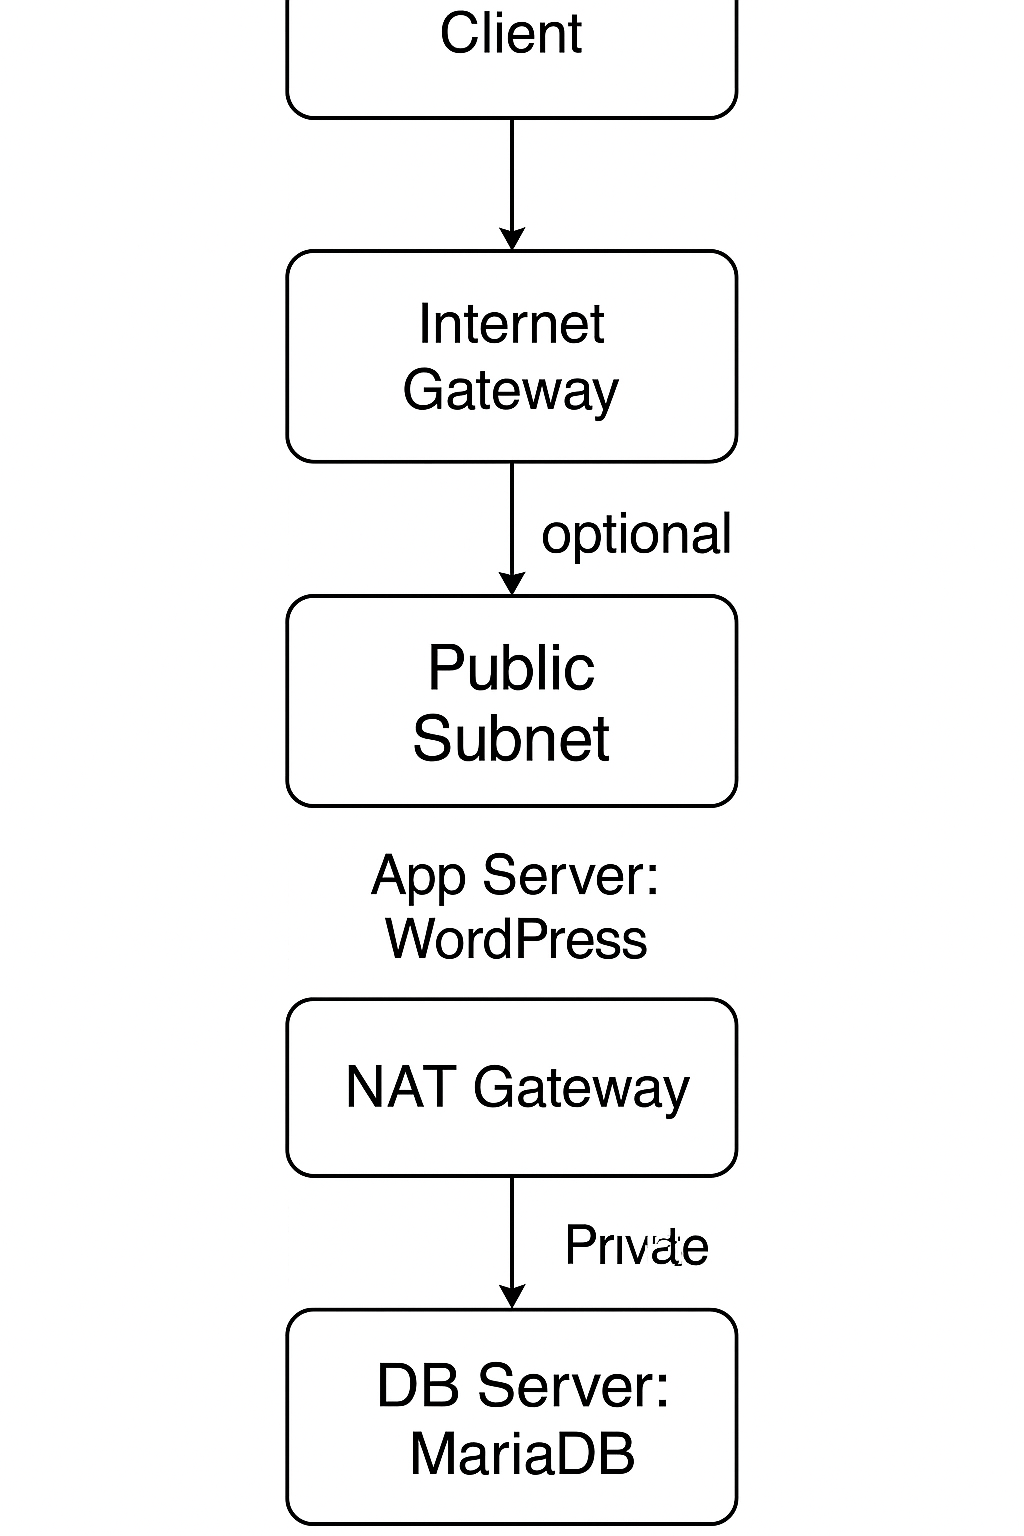 Client
Internet
Gateway
optional
Public
Subnet
App Server:
WordPress
NAT Gateway
Private
DB Server:
MariaDB